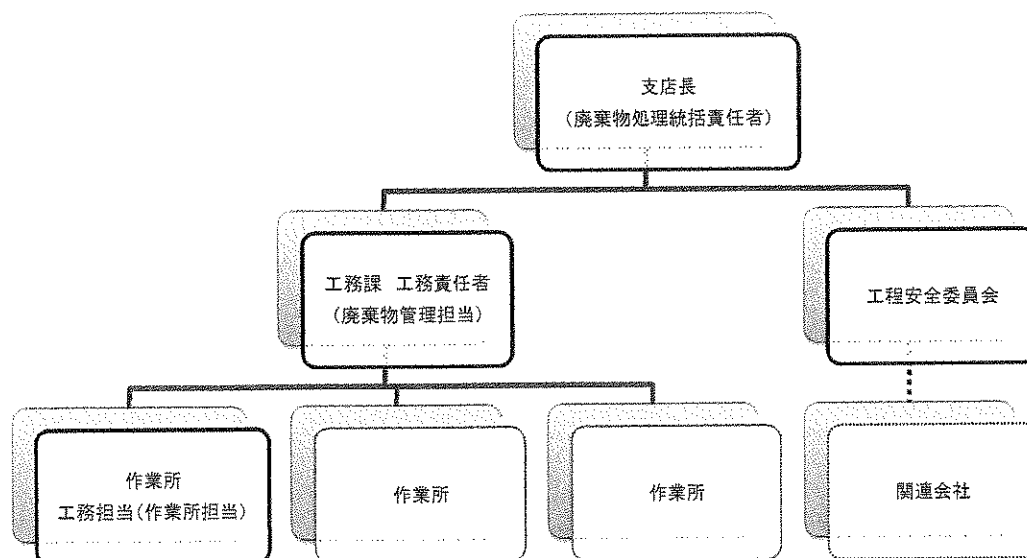 支店長
(廃棄物処理統括責任者)
工務課　工務責任者
(廃棄物管理担当)
工程安全委員会
作業所
工務担当(作業所担当)
作業所
作業所
関連会社